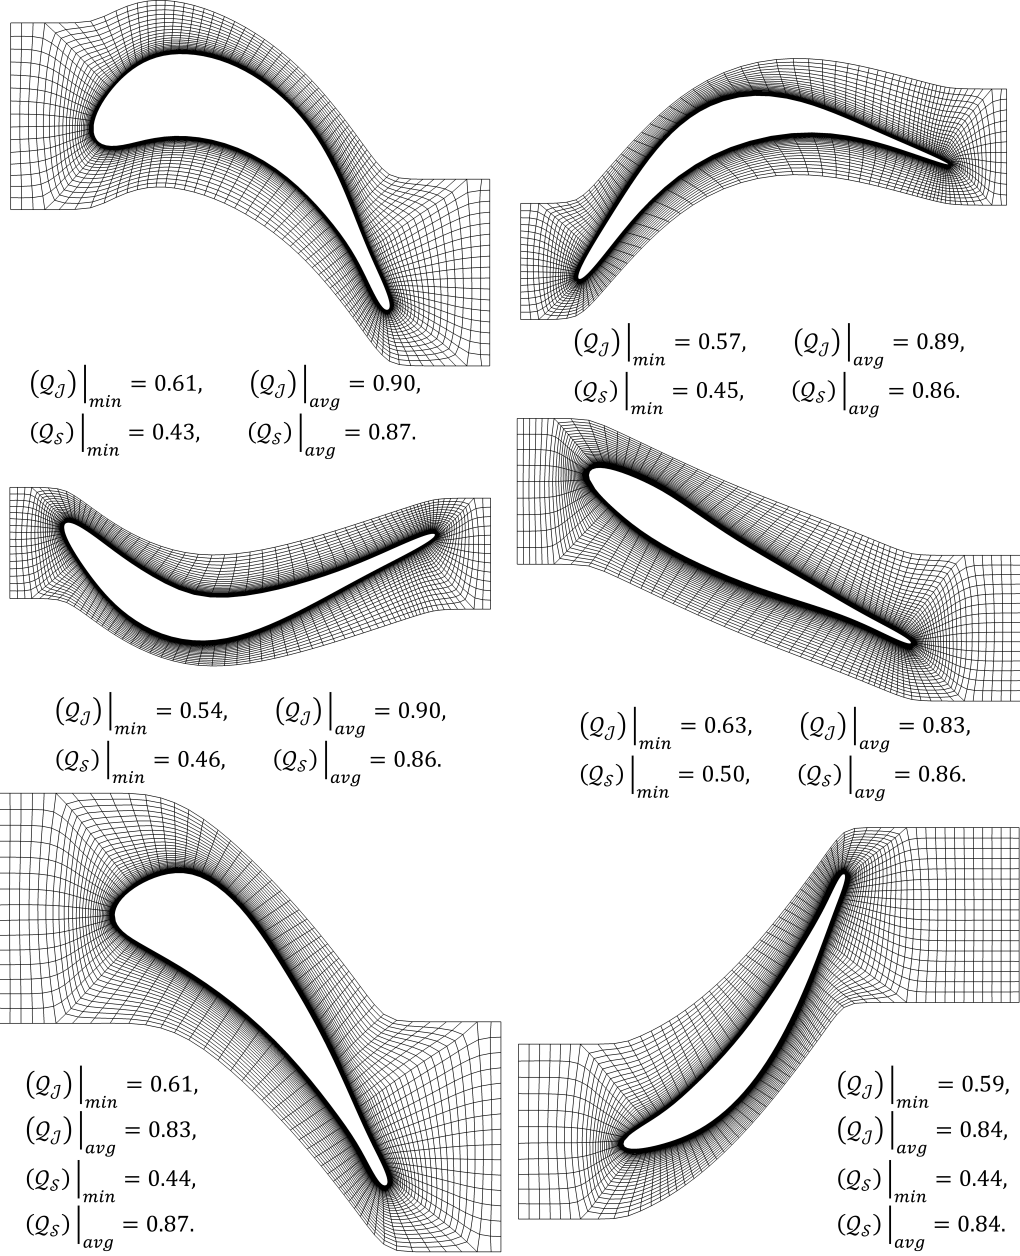 (𝒬_𝒥)|_min = 0.61, (𝒬_𝒥)|_avg = 0.90,
(𝒬_𝒮)|_min = 0.43, (𝒬_𝒮)|_avg = 0.87.
(𝒬_𝒥)|_min = 0.57, (𝒬_𝒥)|_avg = 0.89,
(𝒬_𝒮)|_min = 0.45, (𝒬_𝒮)|_avg = 0.86.
(𝒬_𝒥)|_min = 0.54, (𝒬_𝒥)|_avg = 0.90,
(𝒬_𝒮)|_min = 0.46, (𝒬_𝒮)|_avg = 0.86.
(𝒬_𝒥)|_min = 0.63, (𝒬_𝒥)|_avg = 0.83,
(𝒬_𝒮)|_min = 0.50, (𝒬_𝒮)|_avg = 0.86.
(𝒬_𝒥)|_min = 0.61,
(𝒬_𝒥)|_avg = 0.83,
(𝒬_𝒮)|_min = 0.44,
(𝒬_𝒮)|_avg = 0.87.
(𝒬_𝒥)|_min = 0.59,
(𝒬_𝒥)|_avg = 0.84,
(𝒬_𝒮)|_min = 0.44,
(𝒬_𝒮)|_avg = 0.84.